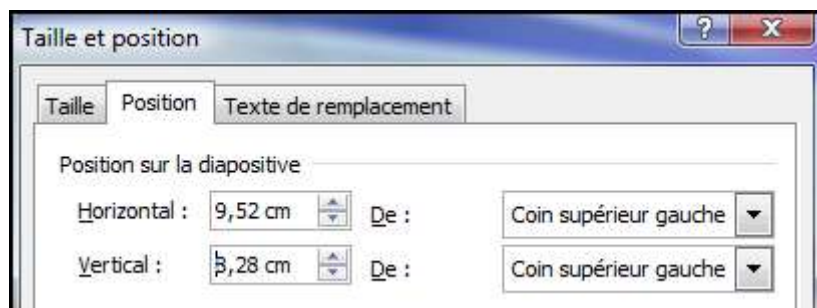 Taille et position
Taille Position Texte de remplacement
Position sur la diapositive
Horizontal : 9,52 cm De : Coin supérieur gauche
Vertical : 3,28 cm De : Coin supérieur gauche